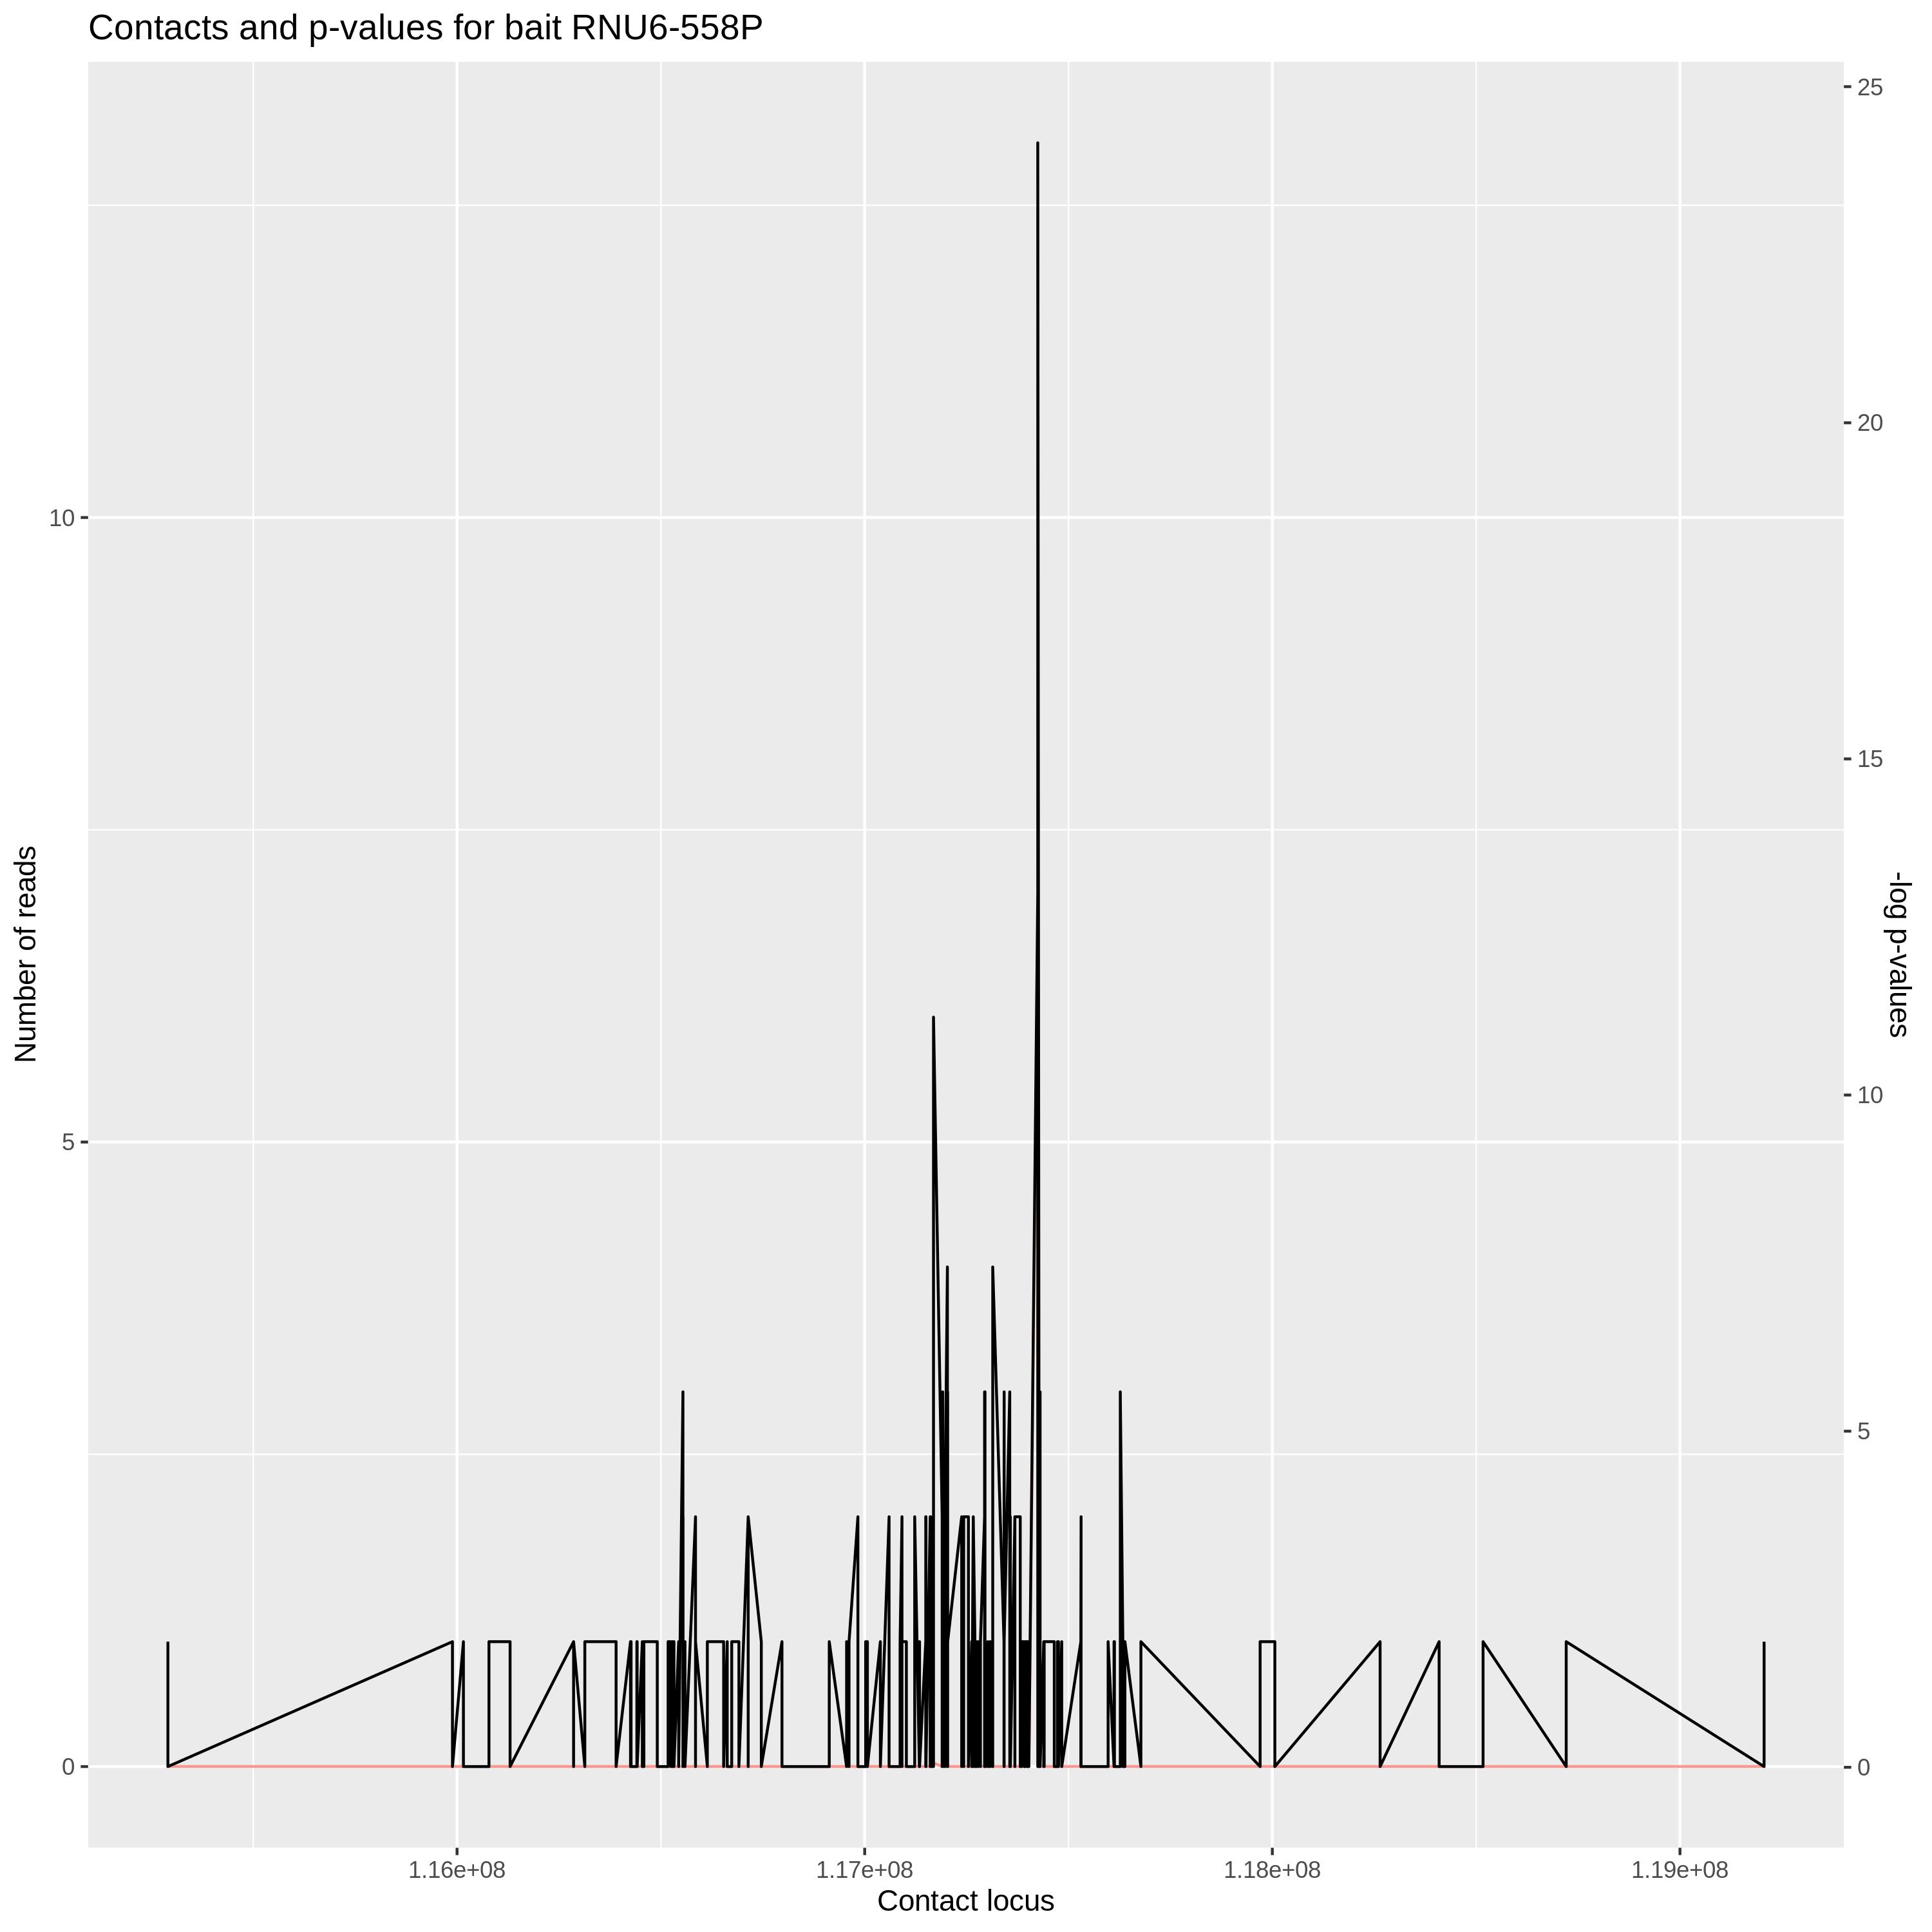 Contacts and p-values for bait RNU6-558P
Number of reads
10
5
0
25
20
15
10
5
0
-log p-values
1.16e+08
1.17e+08
1.18e+08
1.19e+08
Contact locus